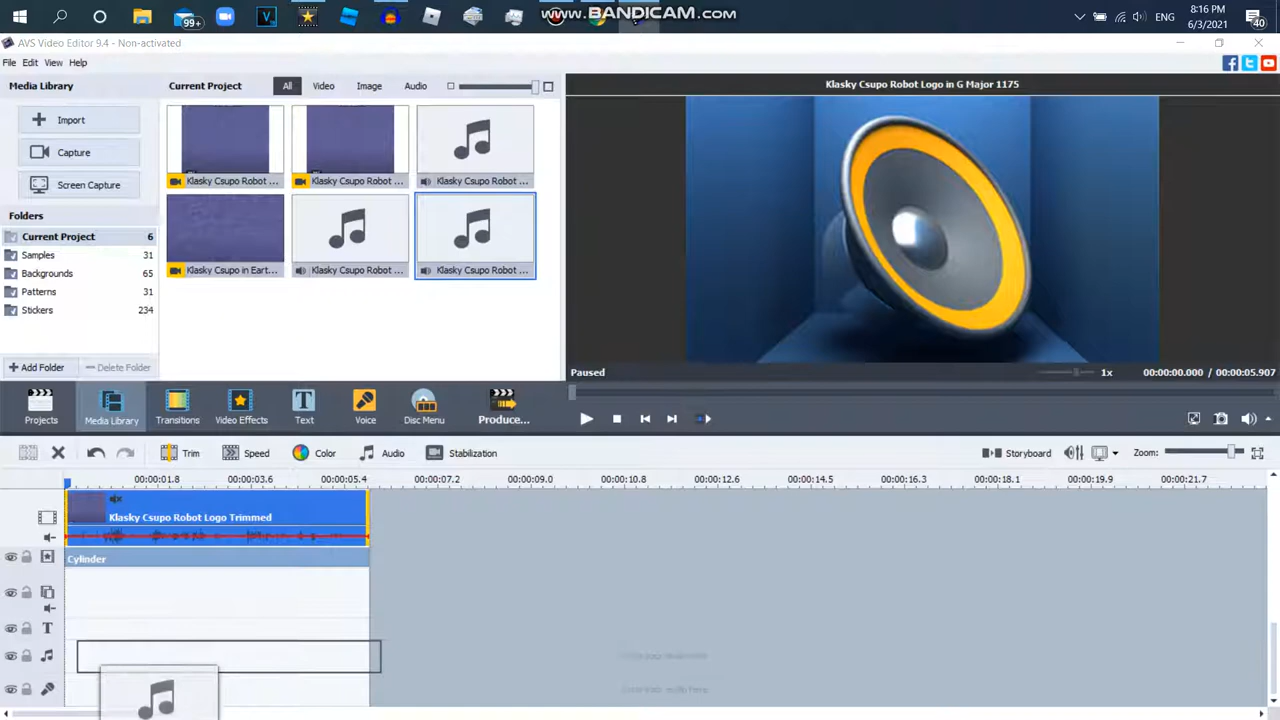 99+
www.BANDICAM.com
ENG
8:16 PM
6/3/2021
40
AVS Video Editor 9.4 - Non-activated
File Edit View Help
Media Library
Current Project
All
Video
Image
Audio
Klasky Csupo Robot Logo in G Major 1175
Import
Capture
Screen Capture
Klasky Csupo Robot ...
Klasky Csupo Robot ...
Klasky Csupo Robot ...
Folders
Current Project 6
Samples 31
Backgrounds 65
Patterns 31
Stickers 234
Klasky Csupo in Eart...
Klasky Csupo Robot ...
Klasky Csupo Robot ...
Add Folder
Delete Folder
Paused
1x
00:00:00.000 / 00:00:05.907
Projects
Media Library
Transitions
Video Effects
Text
Voice
Disc Menu
Produce...
Trim
Speed
Color
Audio
Stabilization
Storyboard
Zoom:
00:00:01.8 00:00:03.6 00:00:05.4 00:00:07.2 00:00:09.0 00:00:10.8 00:00:12.6 00:00:14.5 00:00:16.3 00:00:18.1 00:00:19.9 00:00:21.7
Klasky Csupo Robot Logo Trimmed
Cylinder